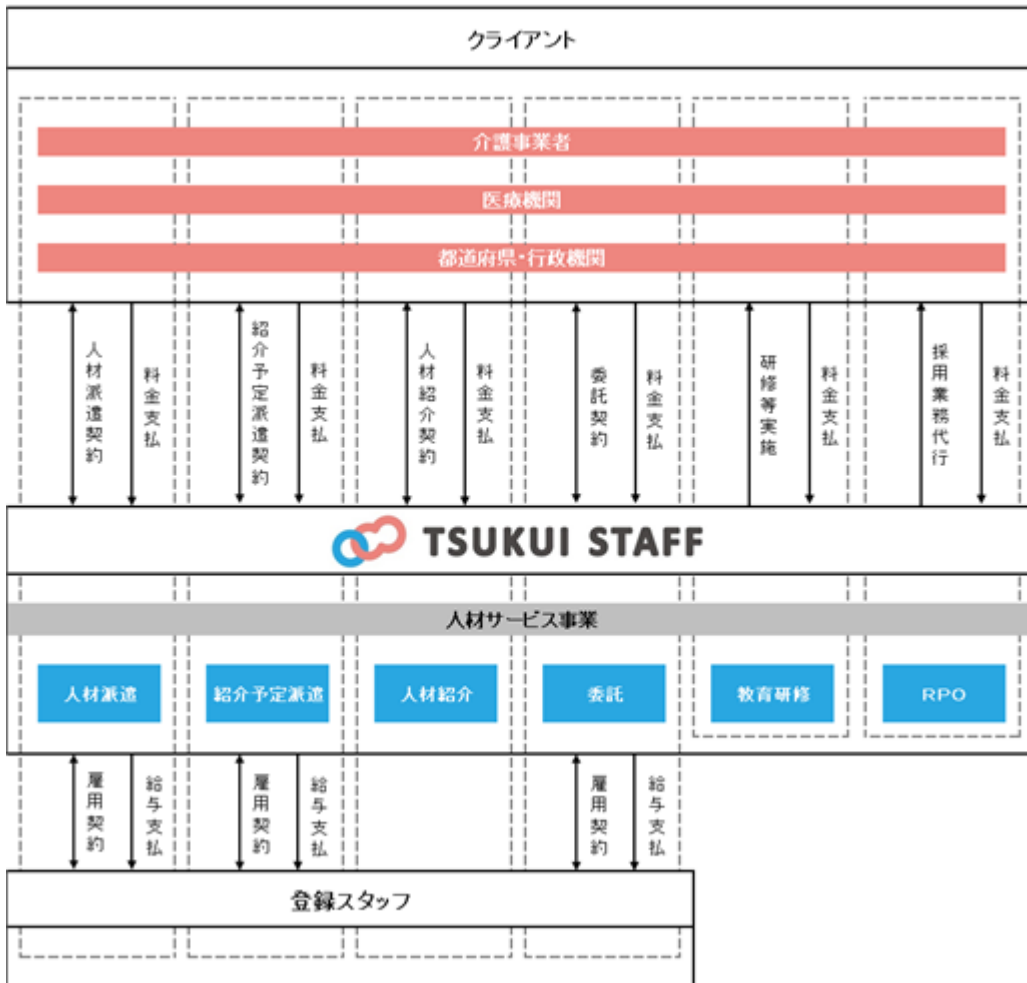 クライアント
介護事業者
医療機関
都道府県・行政機関
人材派遣契約
料金支払
紹介予定派遣契約
料金支払
人材紹介契約
料金支払
委託契約
料金支払
研修等実施
料金支払
採用業務代行
料金支払
TSUKUI STAFF
人材サービス事業
人材派遣
紹介予定派遣
人材紹介
委託
教育研修
RPO
雇用契約
給与支払
雇用契約
給与支払
雇用契約
給与支払
登録スタッフ